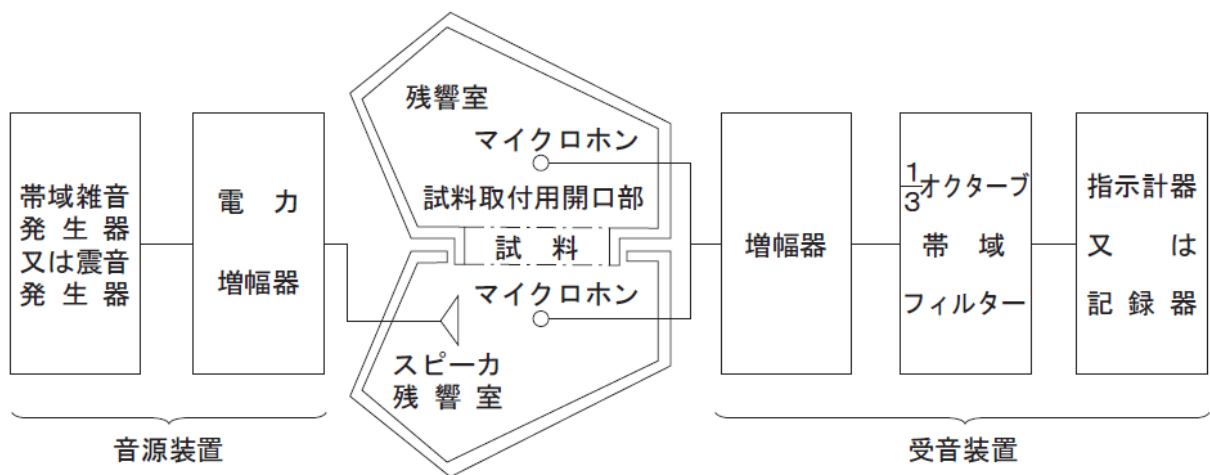 帯域雑音
発生器
又は震音
発生器
電力
増幅器
残響室
マイクロホン
試料取付用開口部
試料
マイクロホン
スピーカ
残響室
増幅器
1/3オクターブ
帯域
フィルター
指示計器
又は
記録器
音源装置
受音装置